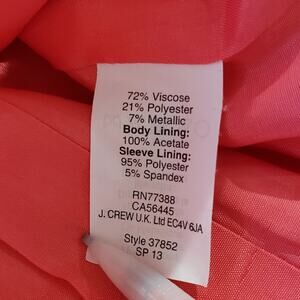 72% Viscose
21% Polyester
7% Metallic
Body Lining:
100% Acetate
Sleeve Lining:
95% Polyester
5% Spandex
RN77388
CA56445
J. CREW U.K. Ltd EC4V 6JA
Style 37852
SP 13